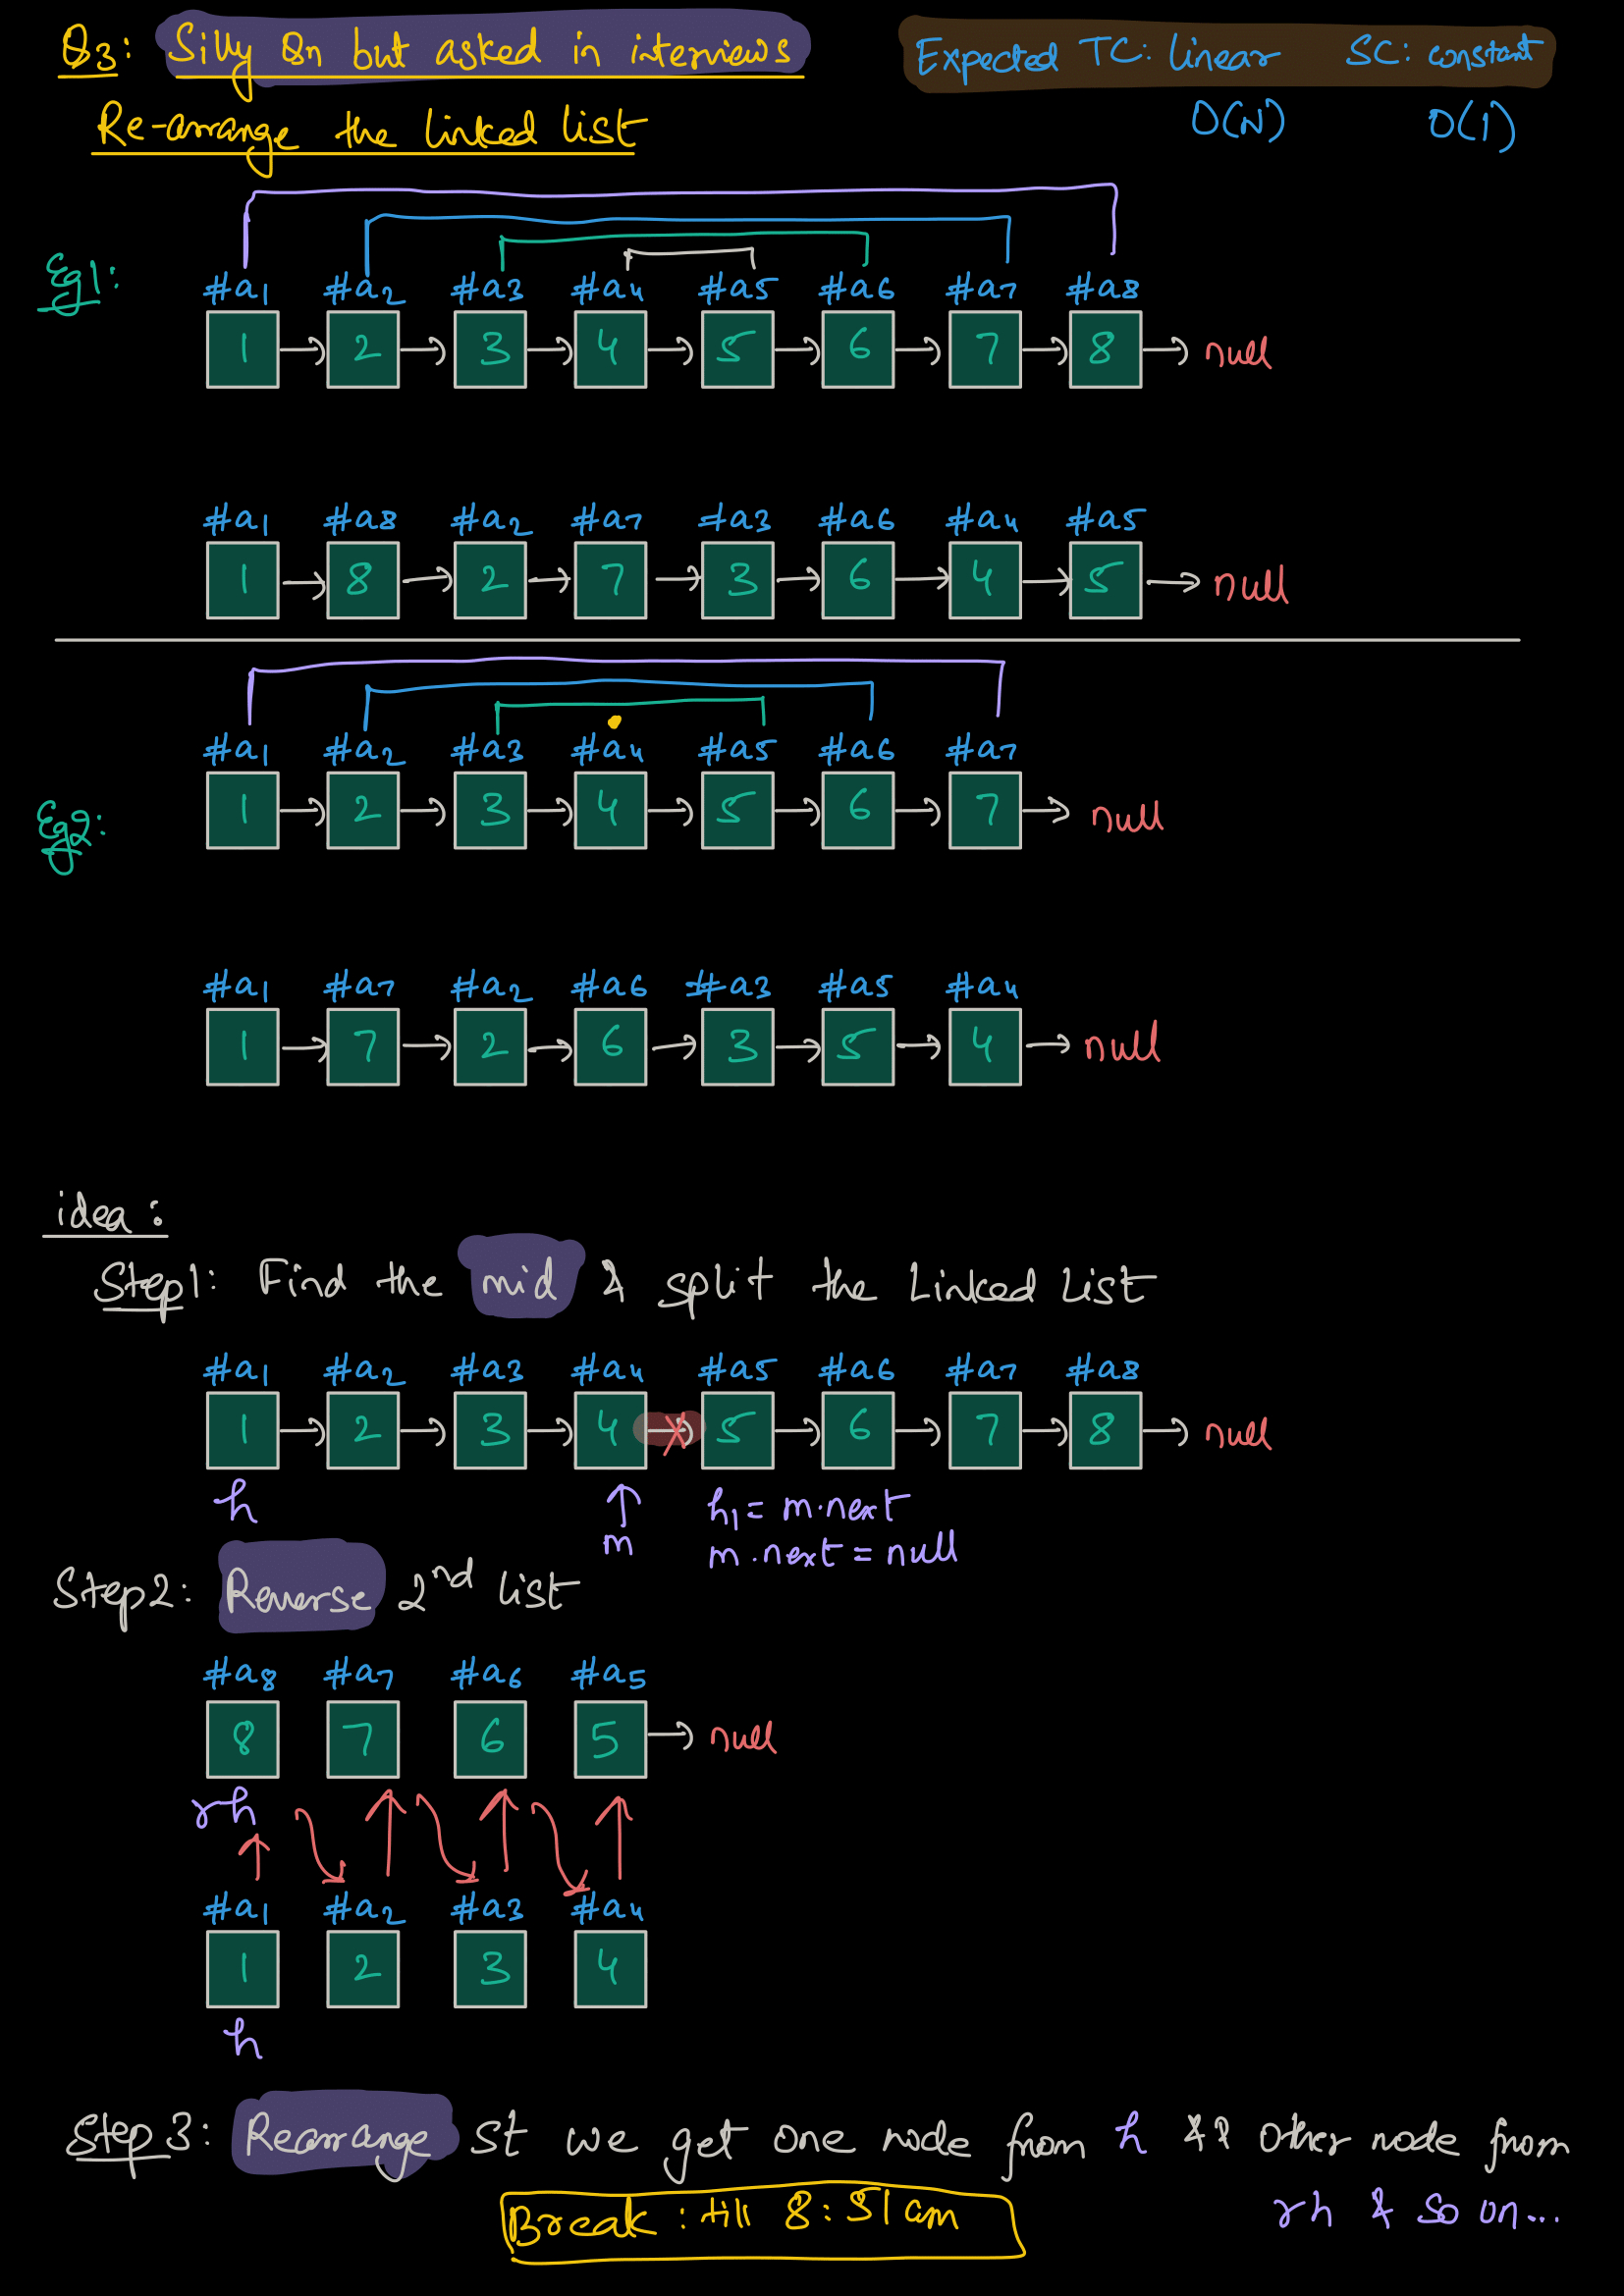 Q3: Silly Qn but asked in interviews
Expected TC: linear SC: constant
O(N) O(1)
Re-arrange the linked list
Eg1:
#a1 #a2 #a3 #a4 #a5 #a6 #a7 #a8
1 2 3 4 5 6 7 8 null
#a1 #a8 #a2 #a7 #a3 #a6 #a4 #a5
1 8 2 7 3 6 4 5 null
Eg2:
#a1 #a2 #a3 #a4 #a5 #a6 #a7
1 2 3 4 5 6 7 null
#a1 #a7 #a2 #a6 #a3 #a5 #a4
1 7 2 6 3 5 4 null
idea:
Step1: Find the mid & split the Linked List
#a1 #a2 #a3 #a4 #a5 #a6 #a7 #a8
1 2 3 4 5 6 7 8 null
h m h1 = m.next
m.next = null
Step2: Reverse 2nd list
#a8 #a7 #a6 #a5
8 7 6 5 null
rh
#a1 #a2 #a3 #a4
1 2 3 4
h
Step3: Rearrange st we get one node from h & other node from
rh & so on...
Break: till 8:51 am